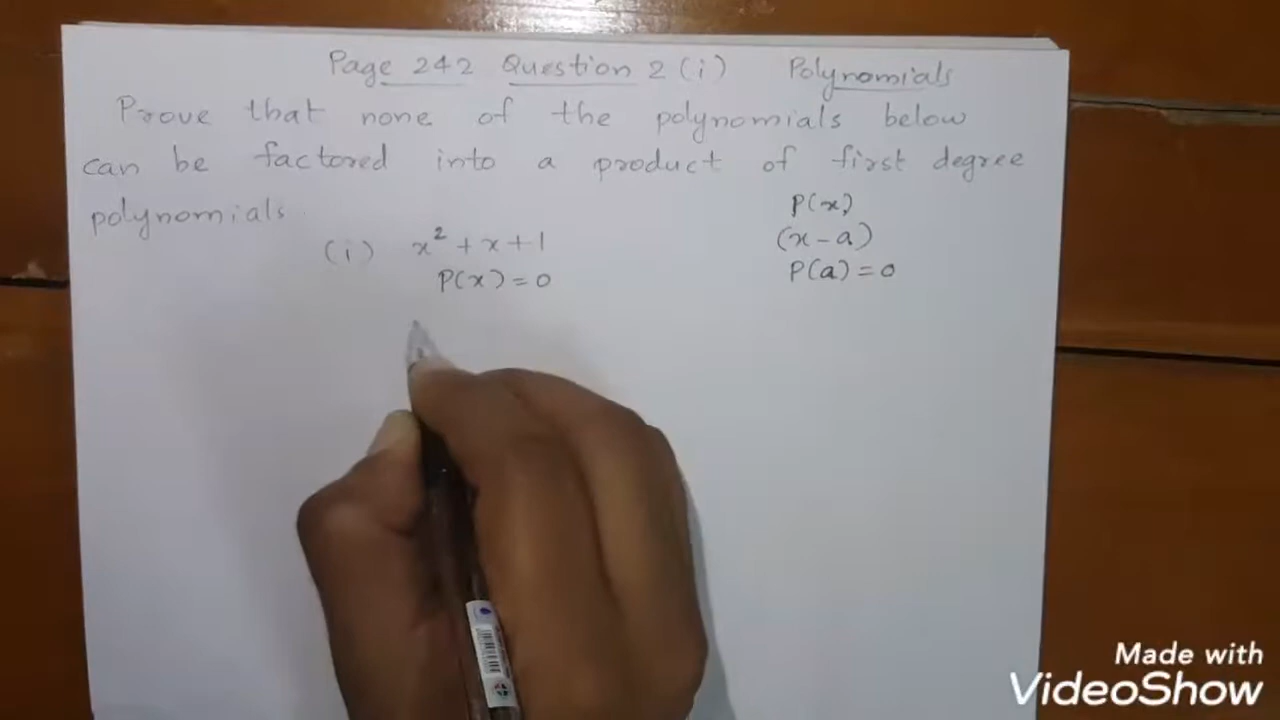 Page 242 Question 2 (i) Polynomials
Prove that none of the polynomials below
can be factored into a product of first degree
polynomials.
P(x)
(i) x² + x + 1
(x - a)
P(x) = 0
P(a) = 0
Made with
VideoShow